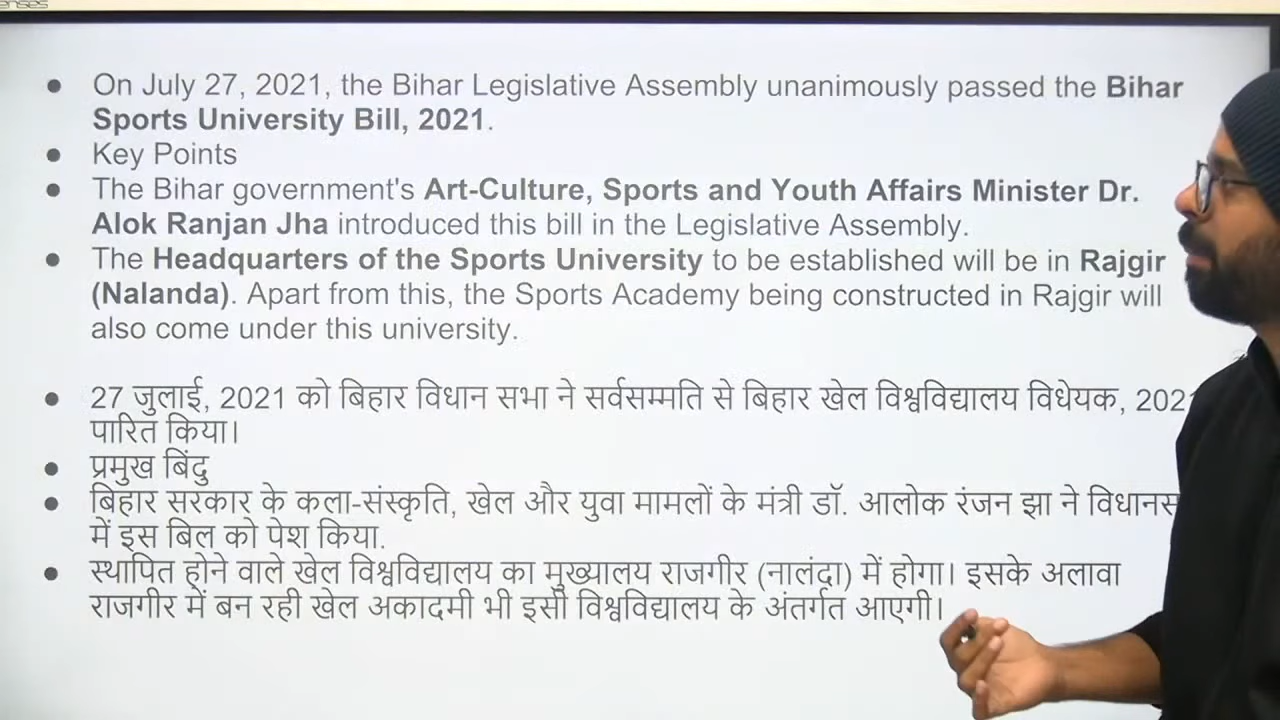 On July 27, 2021, the Bihar Legislative Assembly unanimously passed the Bihar
Sports University Bill, 2021.
Key Points
The Bihar government's Art-Culture, Sports and Youth Affairs Minister Dr.
Alok Ranjan Jha introduced this bill in the Legislative Assembly.
The Headquarters of the Sports University to be established will be in Rajgir
(Nalanda). Apart from this, the Sports Academy being constructed in Rajgir will
also come under this university.
27 जुलाई, 2021 को बिहार विधान सभा ने सर्वसम्मति से बिहार खेल विश्वविद्यालय विधेयक, 202
पारित किया।
प्रमुख बिंदु
बिहार सरकार के कला-संस्कृति, खेल और युवा मामलों के मंत्री डॉ. आलोक रंजन झा ने विधानस
में इस बिल को पेश किया.
स्थापित होने वाले खेल विश्वविद्यालय का मुख्यालय राजगीर (नालंदा) में होगा। इसके अलावा
राजगीर में बन रही खेल अकादमी भी इसी विश्वविद्यालय के अंतर्गत आएगी।